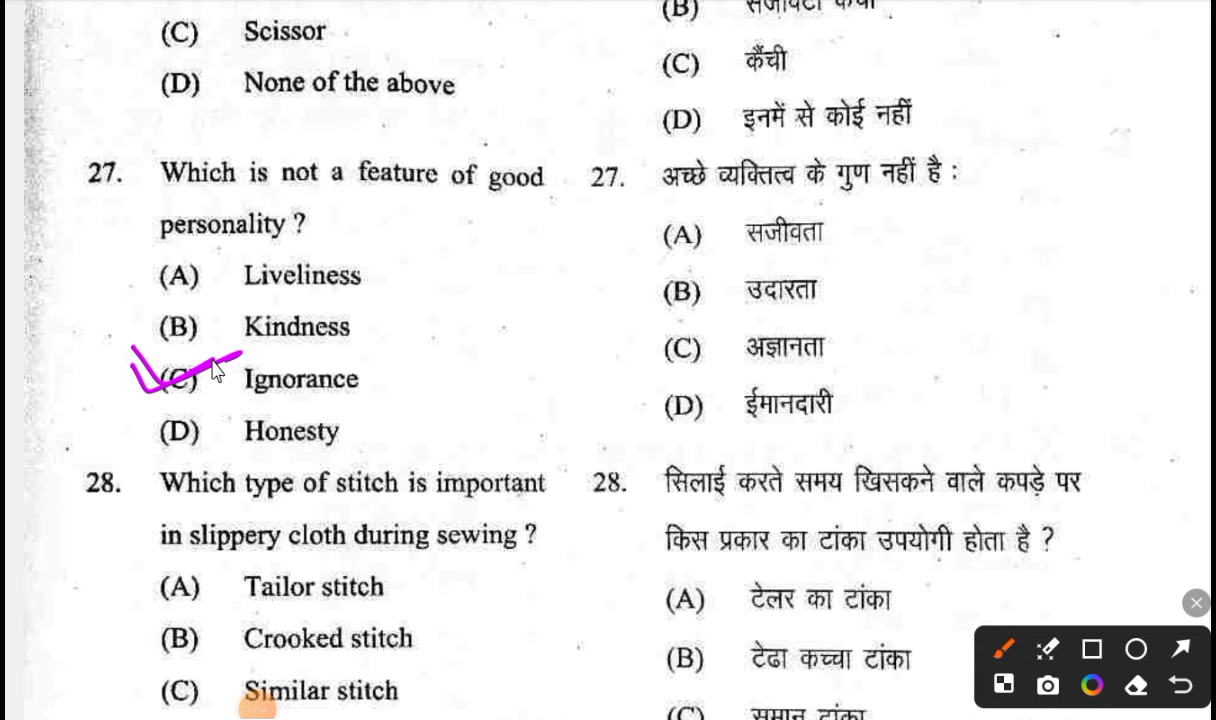 (C) Scissor
(D) None of the above
27. Which is not a feature of good
personality ?
(A) Liveliness
(B) Kindness
(C) Ignorance
(D) Honesty
28. Which type of stitch is important
in slippery cloth during sewing ?
(A) Tailor stitch
(B) Crooked stitch
(C) Similar stitch
(B)
(C) कैंची
(D) इनमें से कोई नहीं
27. अच्छे व्यक्तित्व के गुण नहीं है :
(A) सजीवता
(B) उदारता
(C) अज्ञानता
(D) ईमानदारी
28. सिलाई करते समय खिसकने वाले कपड़े पर
किस प्रकार का टांका उपयोगी होता है ?
(A) टेलर का टांका
(B) टेढा कच्चा टांका
(C) समान टांका